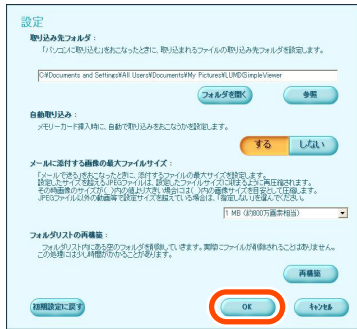 設定
取り込み先フォルダ：
「パソコンに取り込む」をおこなったときに、取り込まれるファイルの取り込み先フォルダを設定します。
C:¥Documents and Settings¥All Users¥Documents¥My Pictures¥LUMIXSimpleViewer
フォルダを開く 参照
自動取り込み：
メモリーカード挿入時に、自動で取り込みをおこなうかを設定します。
する しない
メールに添付する画像の最大ファイルサイズ：
「メールで送る」をおこなったときに、添付するファイルの最大サイズを設定します。
設定したサイズを超えるJPEGファイルは、設定したファイルサイズに収まるように再圧縮されます。
その時画像のサイズが( )内の値より大きい場合には( )内の画像サイズを目安として圧縮します。
JPEGファイル以外の動画等で設定サイズを超えている場合は、「指定しない」を選んでください。
1 MB (約800万画素相当)
フォルダリストの再構築：
フォルダリスト内にある空のフォルダを削除していきます。実際にファイルが削除されることはありません。
この処理には少し時間がかかることがあります。
再構築
初期設定に戻す OK キャンセル